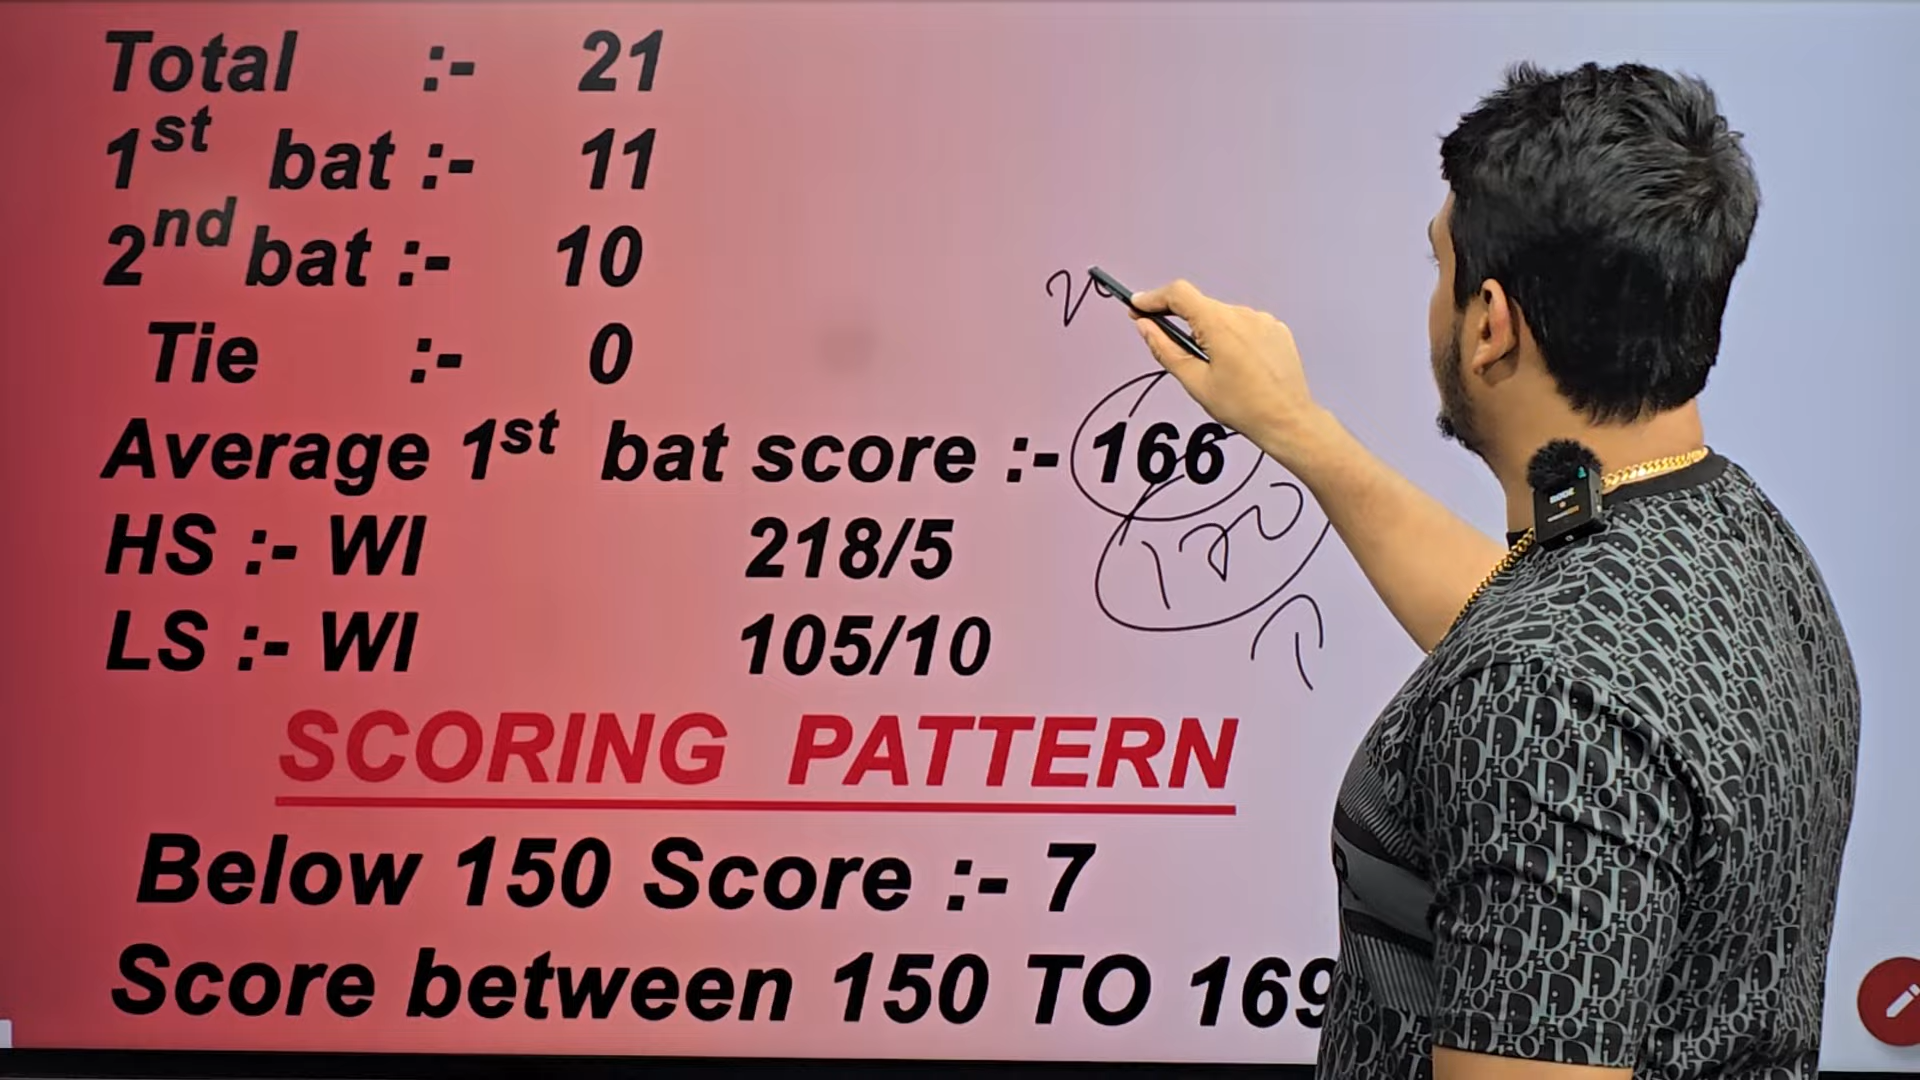 Total :- 21
1st bat :- 11
2nd bat :- 10
Tie :- 0
Average 1st bat score :- 166
HS :- WI 218/5
LS :- WI 105/10
SCORING PATTERN
Below 150 Score :- 7
Score between 150 TO 169
RODE